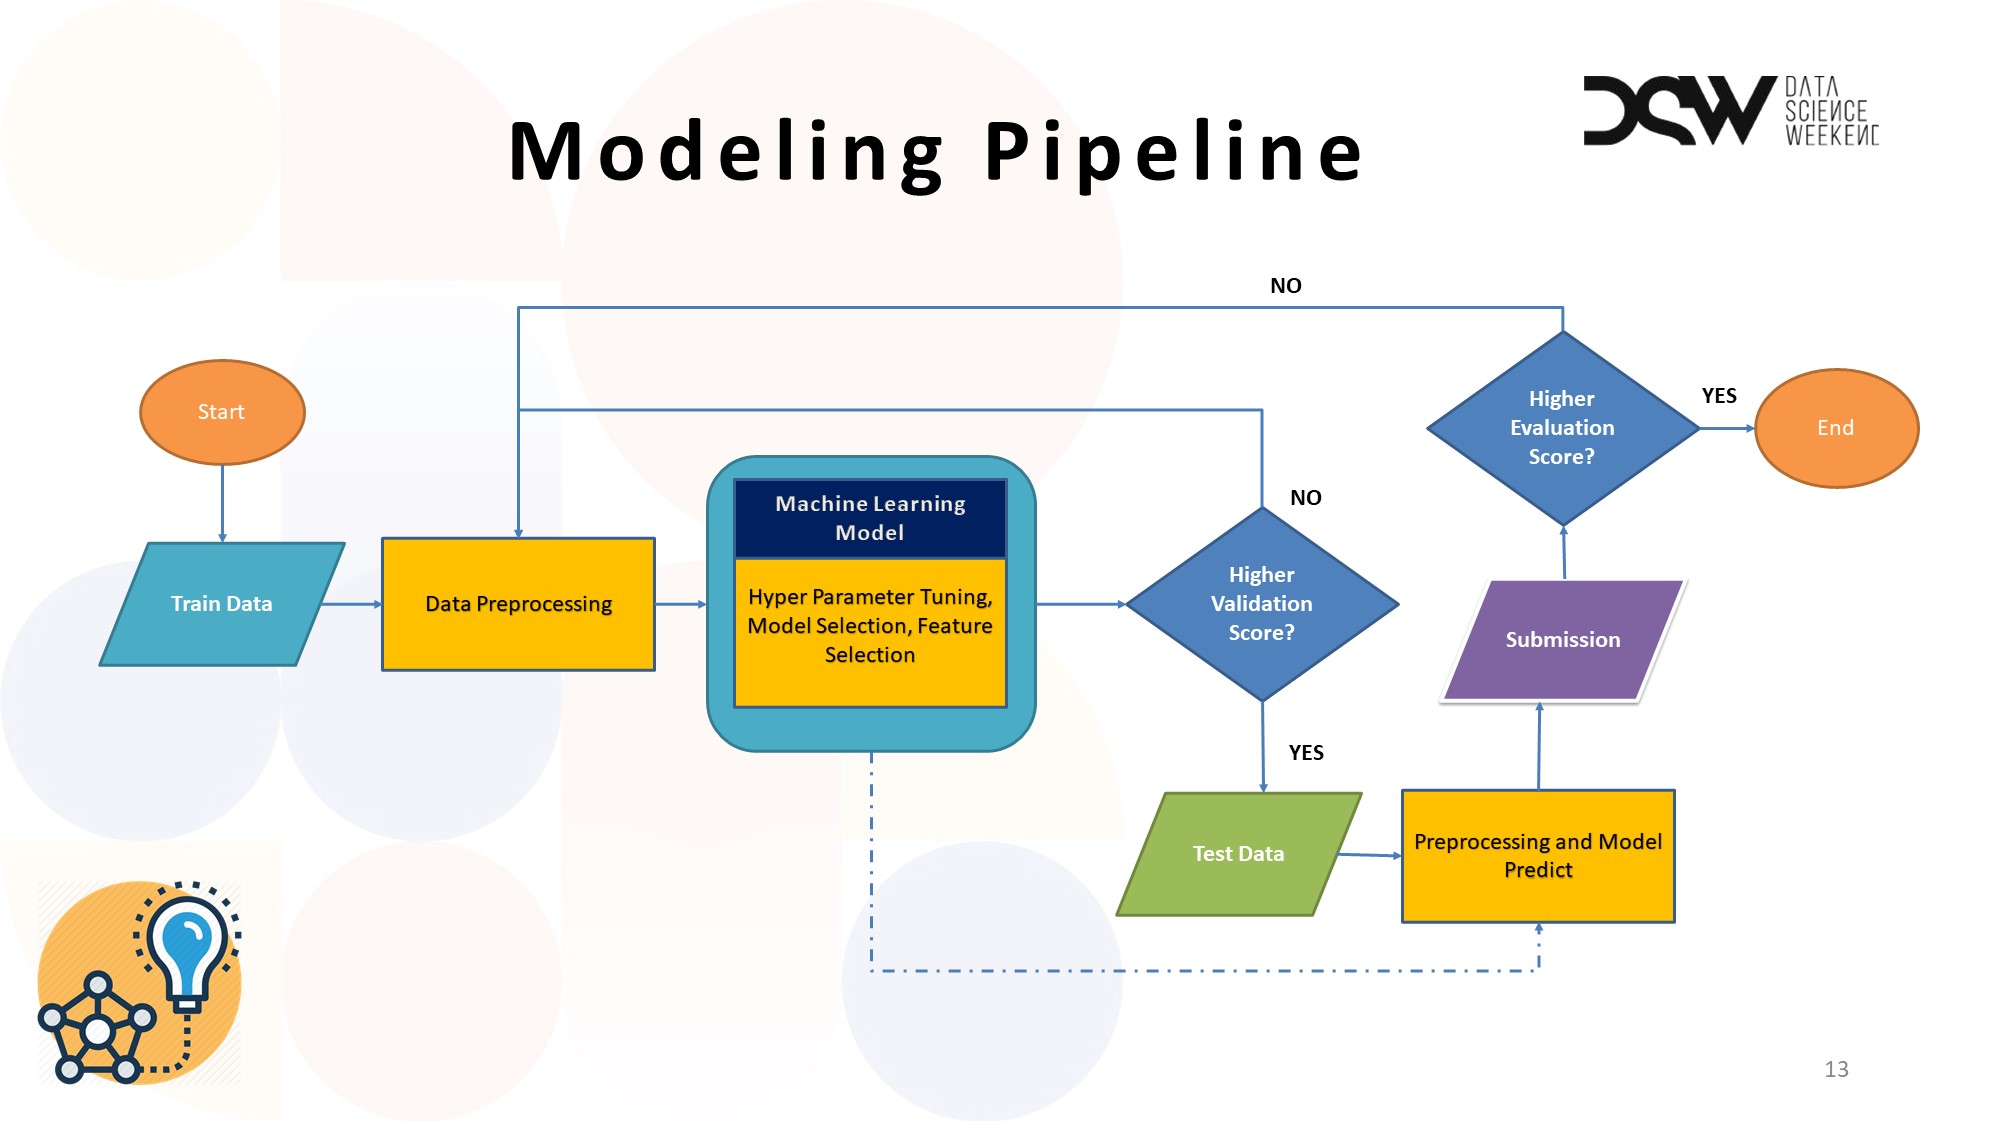 Modeling Pipeline
DATA
SCIENCE
WEEKEND
NO
Start
Higher
Evaluation
Score?
YES
End
Machine Learning
Model
NO
Train Data
Data Preprocessing
Hyper Parameter Tuning,
Model Selection, Feature
Selection
Higher
Validation
Score?
Submission
YES
Test Data
Preprocessing and Model
Predict
13